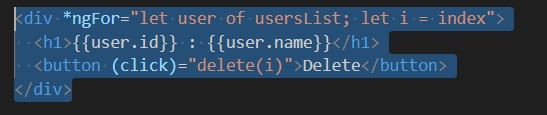 <div *ngFor="let user of usersList; let i = index">
<h1>{{user.id}} : {{user.name}}</h1>
<button (click)="delete(i)">Delete</button>
</div>